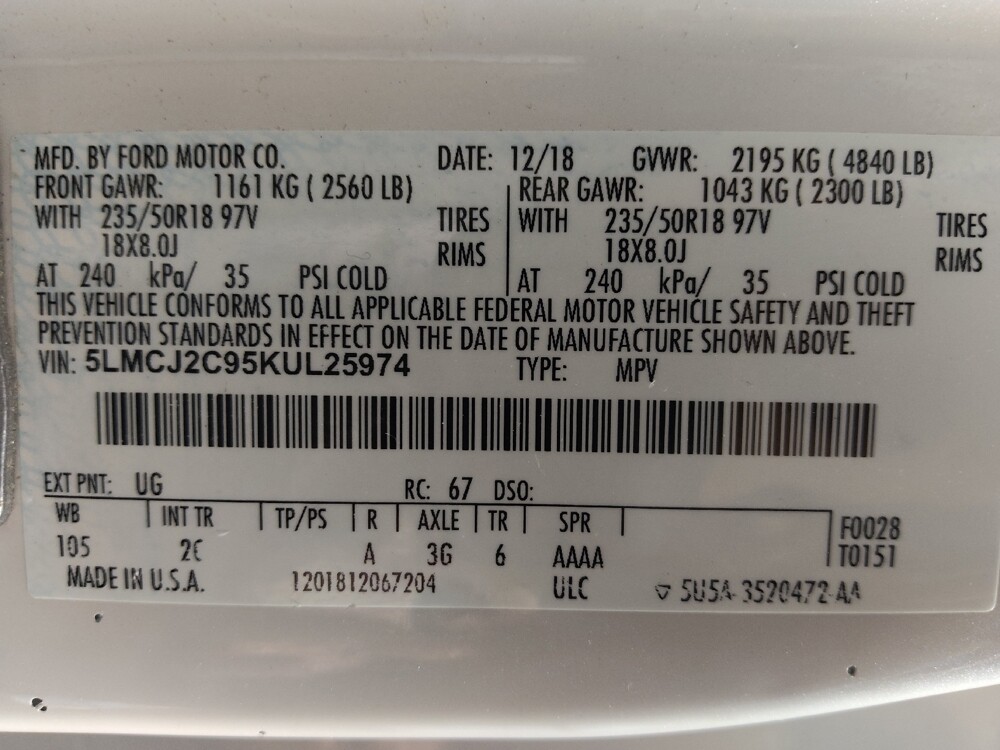 MFD. BY FORD MOTOR CO. DATE: 12/18 GVWR: 2195 KG ( 4840 LB)
FRONT GAWR: 1161 KG ( 2560 LB) REAR GAWR: 1043 KG ( 2300 LB)
WITH 235/50R18 97V TIRES WITH 235/50R18 97V TIRES
18X8.0J RIMS 18X8.0J RIMS
AT 240 kPa/ 35 PSI COLD AT 240 kPa/ 35 PSI COLD
THIS VEHICLE CONFORMS TO ALL APPLICABLE FEDERAL MOTOR VEHICLE SAFETY AND THEFT
PREVENTION STANDARDS IN EFFECT ON THE DATE OF MANUFACTURE SHOWN ABOVE.
VIN: 5LMCJ2C95KUL25974 TYPE: MPV
EXT PNT: UG RC: 67 DSO:
WB INT TR TP/PS R AXLE TR SPR F0028
105 2C A 3G 6 AAAA T0151
MADE IN U.S.A. 1201812067204 ULC 5U5A-3520472-AA